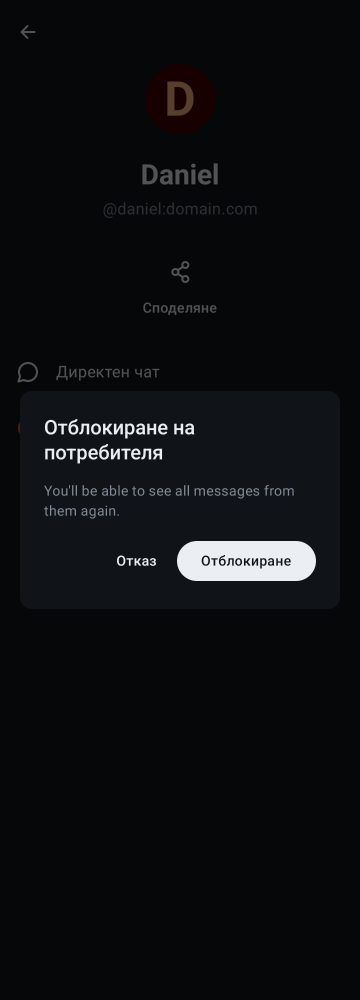 D
Daniel
@daniel:domain.com
Споделяне
Директен чат
Отблокиране на
потребителя
You'll be able to see all messages from
them again.
Отказ
Отблокиране